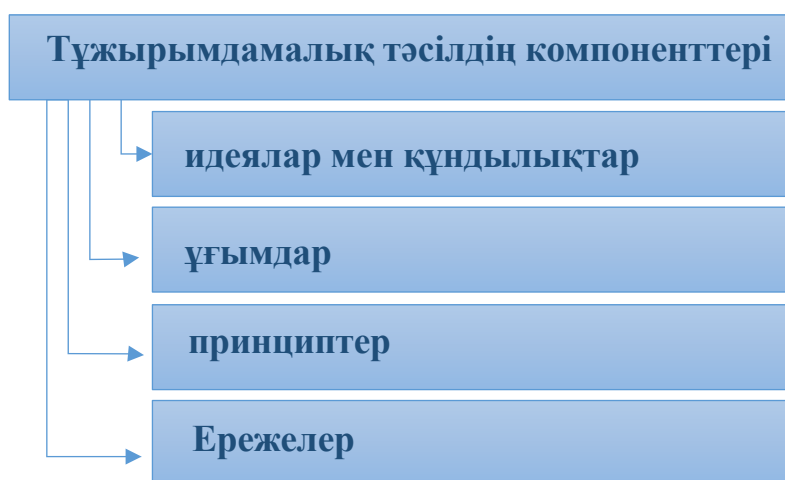 Тұжырымдамалық тәсілдің компоненттері
идеялар мен құндылықтар
ұғымдар
принциптер
Ережелер